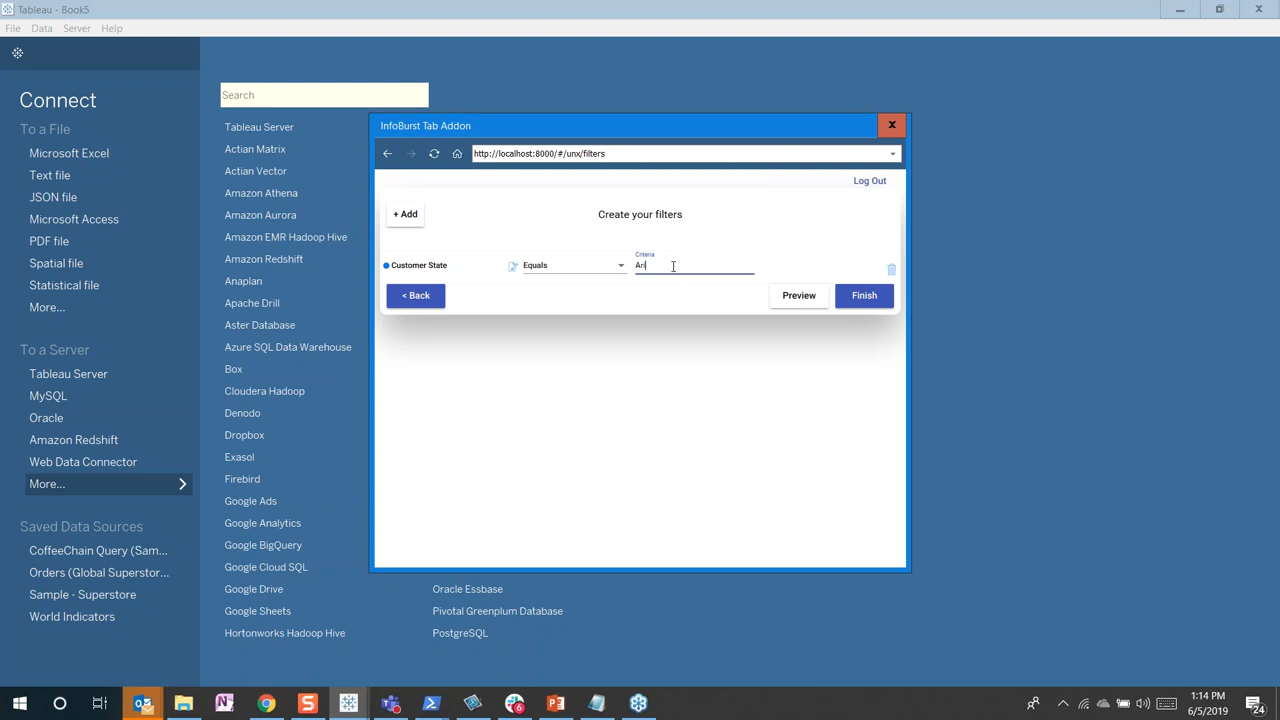 Tableau - Book5
File Data Server Help
Connect
To a File
Microsoft Excel
Text file
JSON file
Microsoft Access
PDF file
Spatial file
Statistical file
More...
To a Server
Tableau Server
MySQL
Oracle
Amazon Redshift
Web Data Connector
More...
Saved Data Sources
CoffeeChain Query (Sam...
Orders (Global Superstor...
Sample - Superstore
World Indicators
Search
Tableau Server
Actian Matrix
Actian Vector
Amazon Athena
Amazon Aurora
Amazon EMR Hadoop Hive
Amazon Redshift
Anaplan
Apache Drill
Aster Database
Azure SQL Data Warehouse
Box
Cloudera Hadoop
Denodo
Dropbox
Exasol
Firebird
Google Ads
Google Analytics
Google BigQuery
Google Cloud SQL
Google Drive
Google Sheets
Hortonworks Hadoop Hive
Oracle Essbase
Pivotal Greenplum Database
PostgreSQL
InfoBurst Tab Addon
http://localhost:8000/#/unx/filters
Log Out
+ Add
Create your filters
Customer State
Equals
Criteria
Ari
< Back
Preview
Finish
1:14 PM
6/5/2019
24